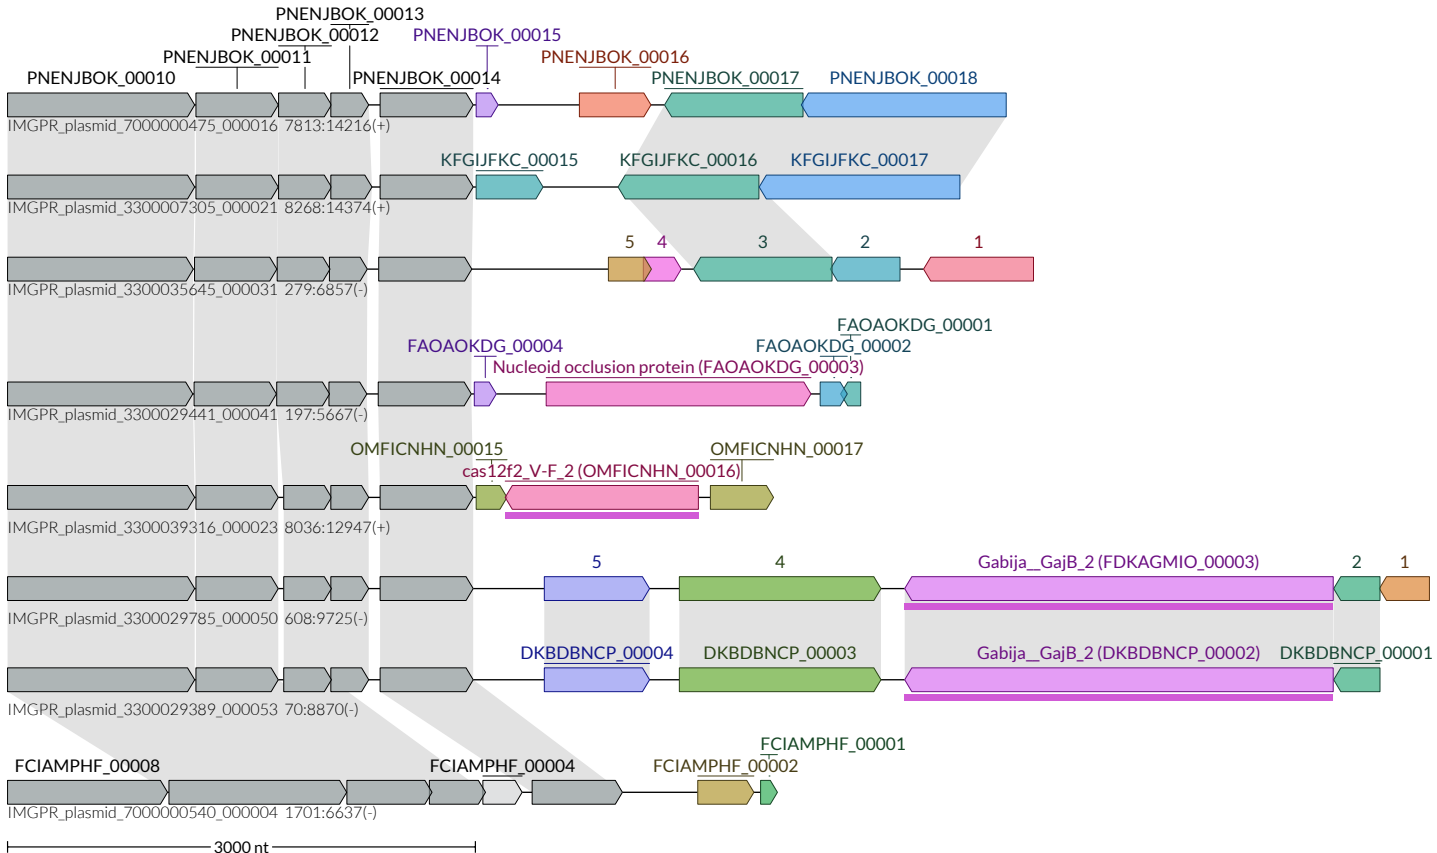 PNENJBOK_00013
PNENJBOK_00012 PNENJBOK_00015
PNENJBOK_00011 PNENJBOK_00016
PNENJBOK_00010 PNENJBOK_00014 PNENJBOK_00017 PNENJBOK_00018
IMGPR_plasmid_7000000475_000016 7813:14216(+)
KFGIJFKC_00015 KFGIJFKC_00016 KFGIJFKC_00017
IMGPR_plasmid_3300007305_000021 8268:14374(+)
5 4 3 2 1
IMGPR_plasmid_3300035645_000031 279:6857(-)
FAOAOKDG_00001
FAOAOKDG_00004 FAOAOKDG_00002
Nucleoid occlusion protein (FAOAOKDG_00003)
IMGPR_plasmid_3300029441_000041 197:5667(-)
OMFICNHN_00015 OMFICNHN_00017
cas12f2_V-F_2 (OMFICNHN_00016)
IMGPR_plasmid_3300039316_000023 8036:12947(+)
5 4 Gabija__GajB_2 (FDKAGMIO_00003) 2 1
IMGPR_plasmid_3300029785_000050 608:9725(-)
DKBDBNCP_00004 DKBDBNCP_00003 Gabija__GajB_2 (DKBDBNCP_00002) DKBDBNCP_00001
IMGPR_plasmid_3300029389_000053 70:8870(-)
FCIAMPHF_00001
FCIAMPHF_00008 FCIAMPHF_00004 FCIAMPHF_00002
IMGPR_plasmid_7000000540_000004 1701:6637(-)
3000 nt